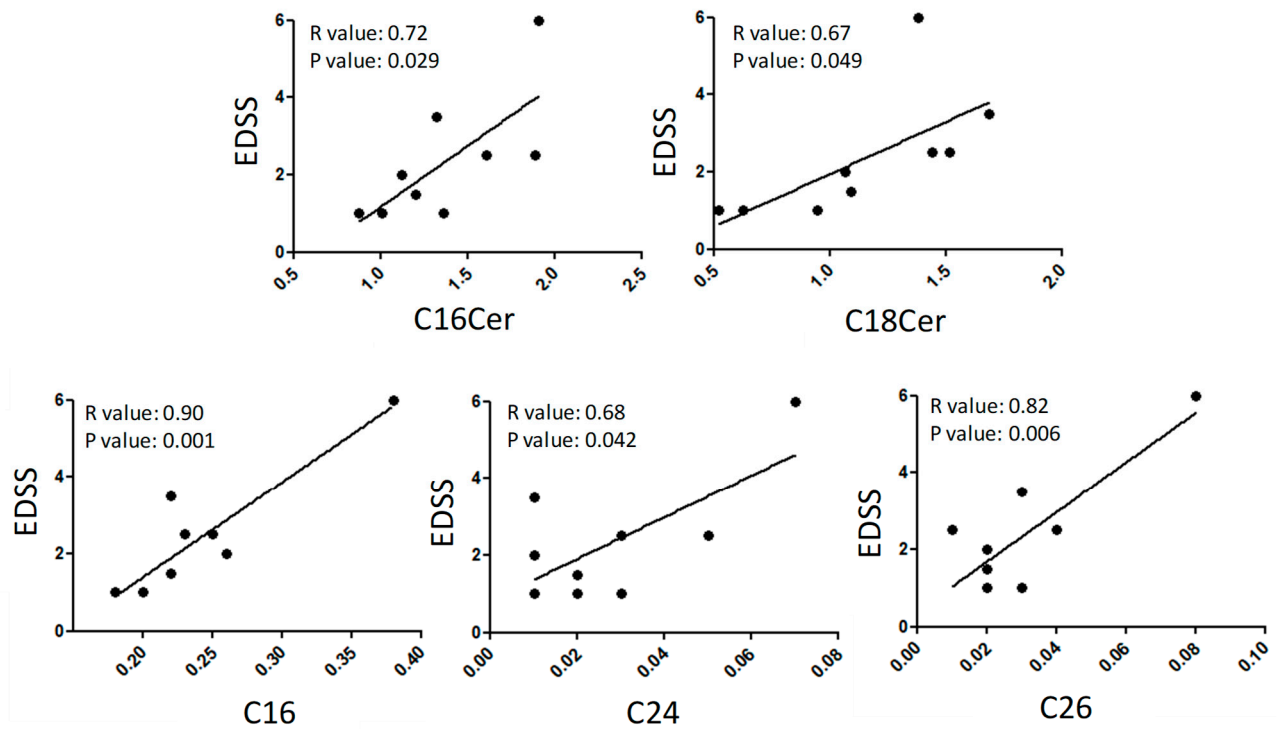 R value: 0.72
P value: 0.029
EDSS
6
4
2
0
0.5
1.0
1.5
2.0
2.5
C16Cer
R value: 0.67
P value: 0.049
EDSS
6
4
2
0
0.5
1.0
1.5
2.0
C18Cer
R value: 0.90
P value: 0.001
EDSS
6
4
2
0
0.20
0.25
0.30
0.35
0.40
C16
R value: 0.68
P value: 0.042
EDSS
6
4
2
0
0.00
0.02
0.04
0.06
0.08
C24
R value: 0.82
P value: 0.006
EDSS
6
4
2
0
0.00
0.02
0.04
0.06
0.08
0.10
C26